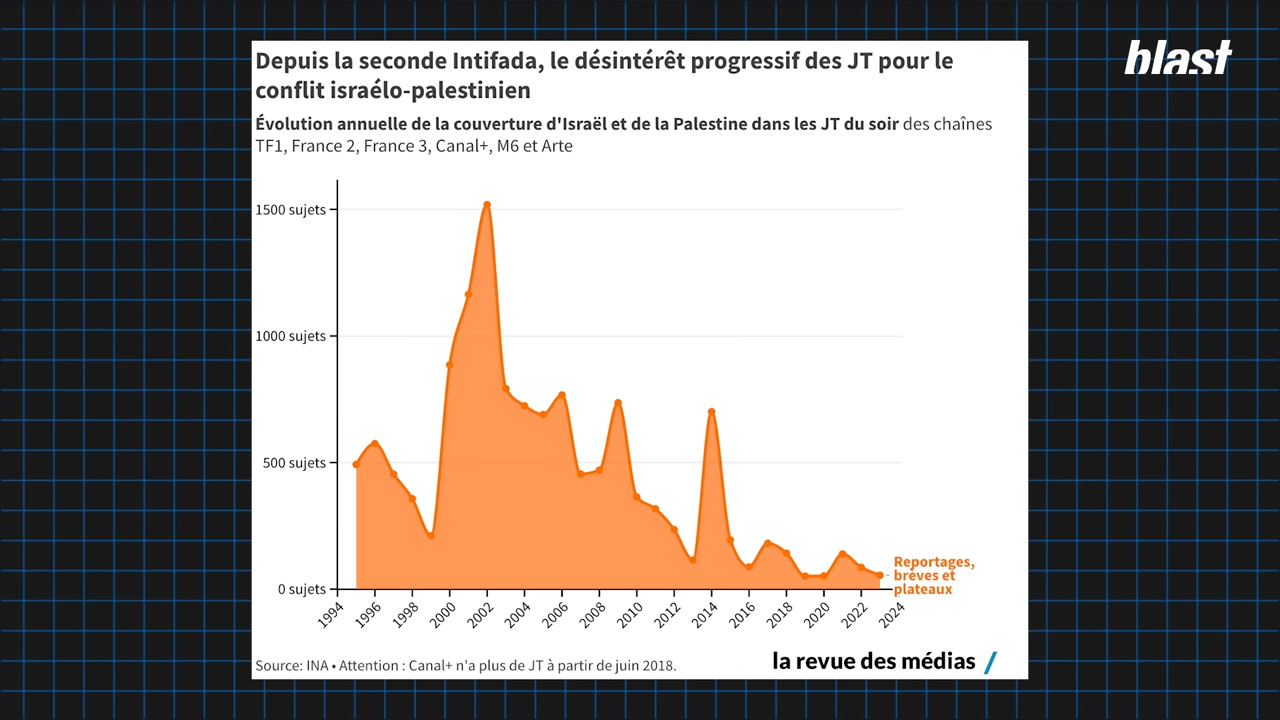 blast
Depuis la seconde Intifada, le désintérêt progressif des JT pour le
conflit israélo-palestinien
Évolution annuelle de la couverture d'Israël et de la Palestine dans les JT du soir des chaînes
TF1, France 2, France 3, Canal+, M6 et Arte
1500 sujets
1000 sujets
500 sujets
0 sujets
Reportages,
brèves et
plateaux
1994 1996 1998 2000 2002 2004 2006 2008 2010 2012 2014 2016 2018 2020 2022 2024
Source: INA • Attention : Canal+ n'a plus de JT à partir de juin 2018.
la revue des médias /